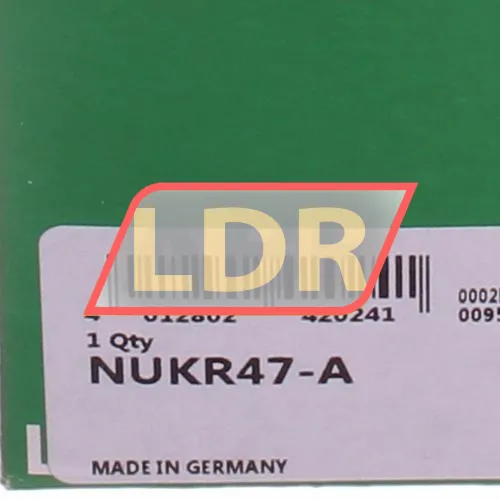 LDR
4 012802 420241
0002
0095
1 Qty
NUKR47-A
MADE IN GERMANY